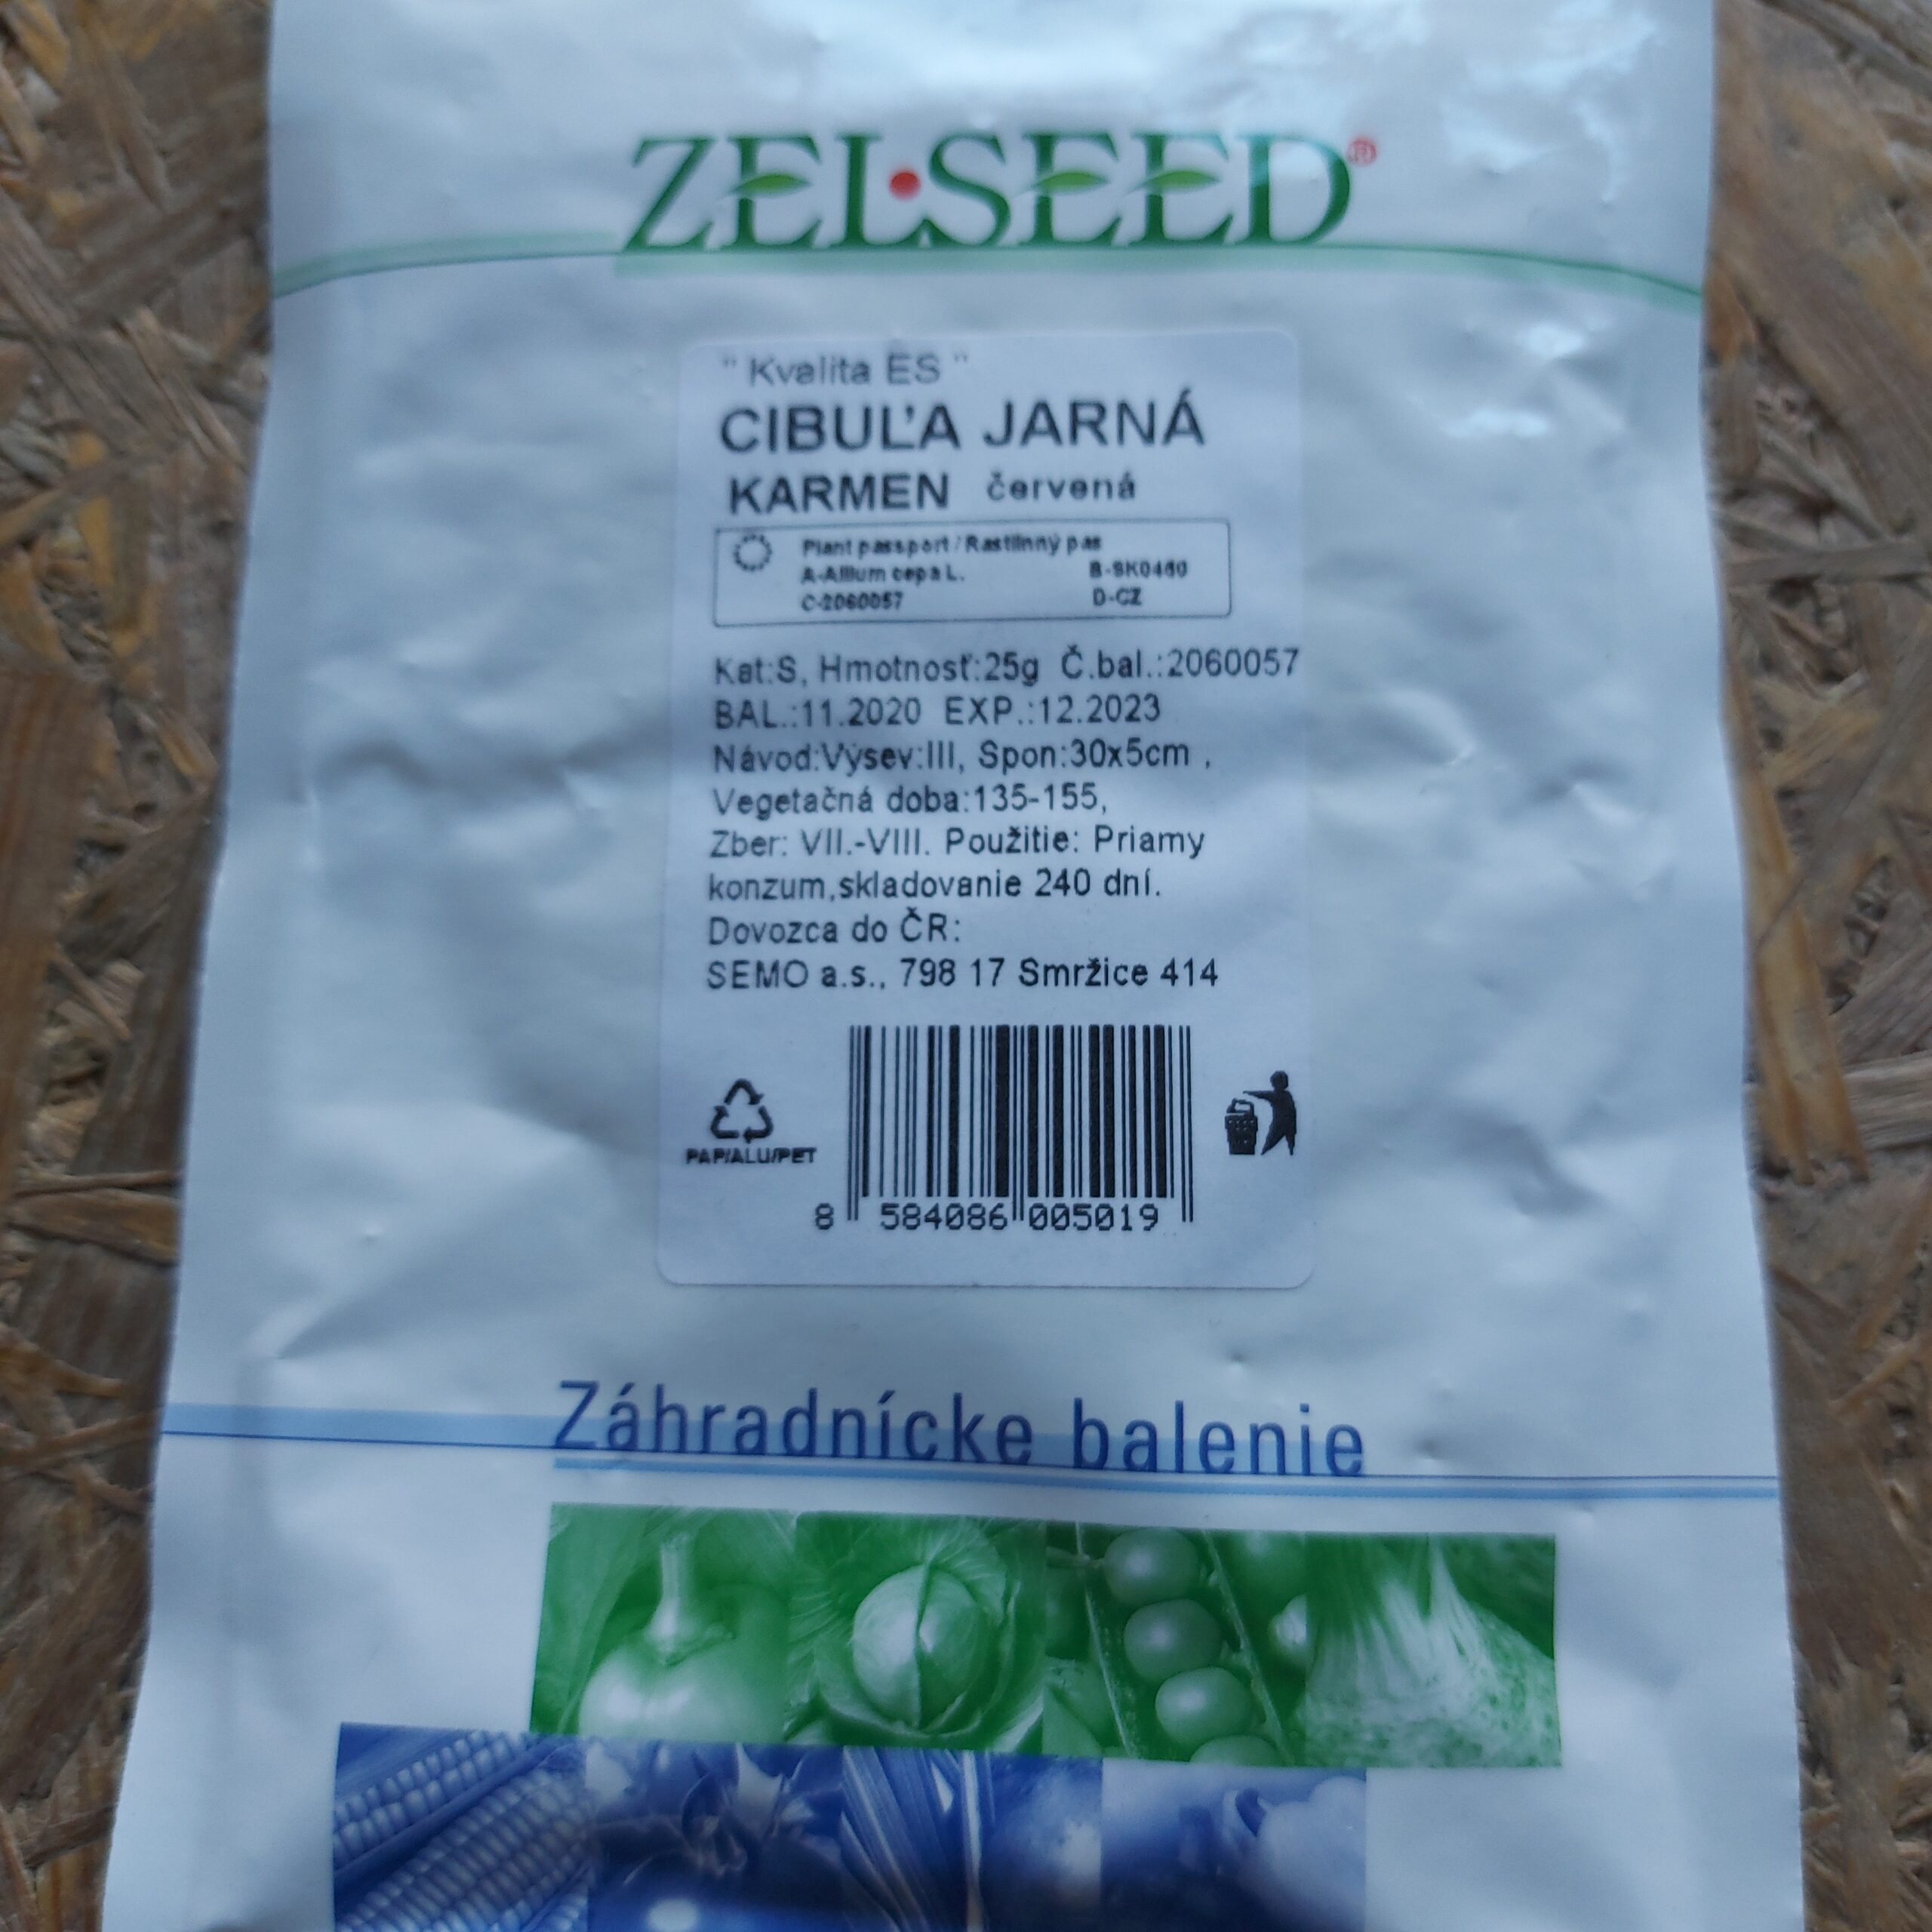 ZELSEED®
" Kvalita ES "
CIBUĽA JARNÁ
KARMEN červená
Plant passport / Rastlinný pas
A-Allium cepa L. B-SK0460
C-2060057 D-CZ
Kat:S, Hmotnosť:25g Č.bal.:2060057
BAL.:11.2020 EXP.:12.2023
Návod:Výsev:III, Spon:30x5cm ,
Vegetačná doba:135-155,
Zber: VII.-VIII. Použitie: Priamy
konzum,skladovanie 240 dní.
Dovozca do ČR:
SEMO a.s., 798 17 Smržice 414
PAP/ALU/PET
8 584086 005019
Záhradnícke balenie